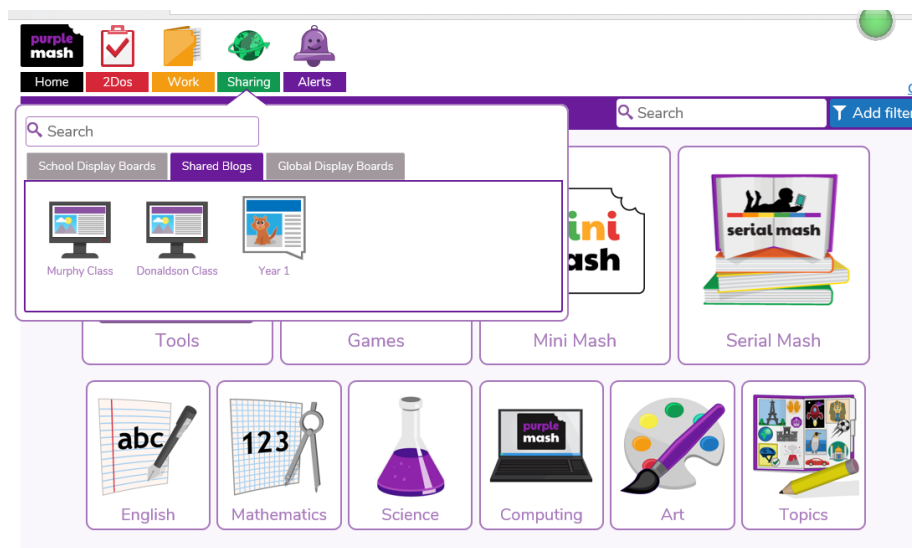 purple
mash
Home
2Dos
Work
Sharing
Alerts
Search
Add filter
Search
School Display Boards
Shared Blogs
Global Display Boards
Murphy Class
Donaldson Class
Year 1
ini
ash
serial mash
Tools
Games
Mini Mash
Serial Mash
abc
123
purple
mash
English
Mathematics
Science
Computing
Art
Topics